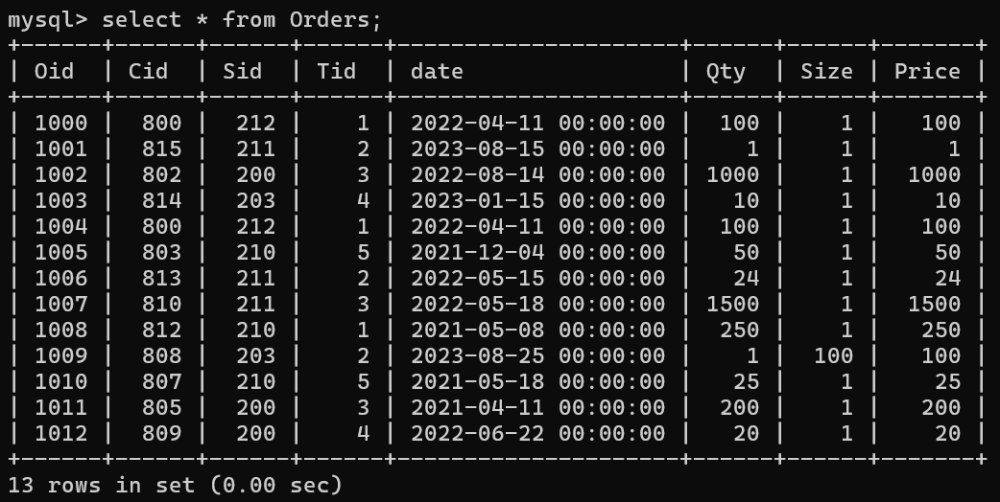 mysql> select * from Orders;
+------+------+------+------+---------------------+------+------+-------+
| Oid  | Cid  | Sid  | Tid  | date                | Qty  | Size | Price |
+------+------+------+------+---------------------+------+------+-------+
| 1000 |  800 |  212 |    1 | 2022-04-11 00:00:00 |  100 |    1 |   100 |
| 1001 |  815 |  211 |    2 | 2023-08-15 00:00:00 |    1 |    1 |     1 |
| 1002 |  802 |  200 |    3 | 2022-08-14 00:00:00 | 1000 |    1 |  1000 |
| 1003 |  814 |  203 |    4 | 2023-01-15 00:00:00 |   10 |    1 |    10 |
| 1004 |  800 |  212 |    1 | 2022-04-11 00:00:00 |  100 |    1 |   100 |
| 1005 |  803 |  210 |    5 | 2021-12-04 00:00:00 |   50 |    1 |    50 |
| 1006 |  813 |  211 |    2 | 2022-05-15 00:00:00 |   24 |    1 |    24 |
| 1007 |  810 |  211 |    3 | 2022-05-18 00:00:00 | 1500 |    1 |  1500 |
| 1008 |  812 |  210 |    1 | 2021-05-08 00:00:00 |  250 |    1 |   250 |
| 1009 |  808 |  203 |    2 | 2023-08-25 00:00:00 |    1 |  100 |   100 |
| 1010 |  807 |  210 |    5 | 2021-05-18 00:00:00 |   25 |    1 |    25 |
| 1011 |  805 |  200 |    3 | 2021-04-11 00:00:00 |  200 |    1 |   200 |
| 1012 |  809 |  200 |    4 | 2022-06-22 00:00:00 |   20 |    1 |    20 |
+------+------+------+------+---------------------+------+------+-------+
13 rows in set (0.00 sec)